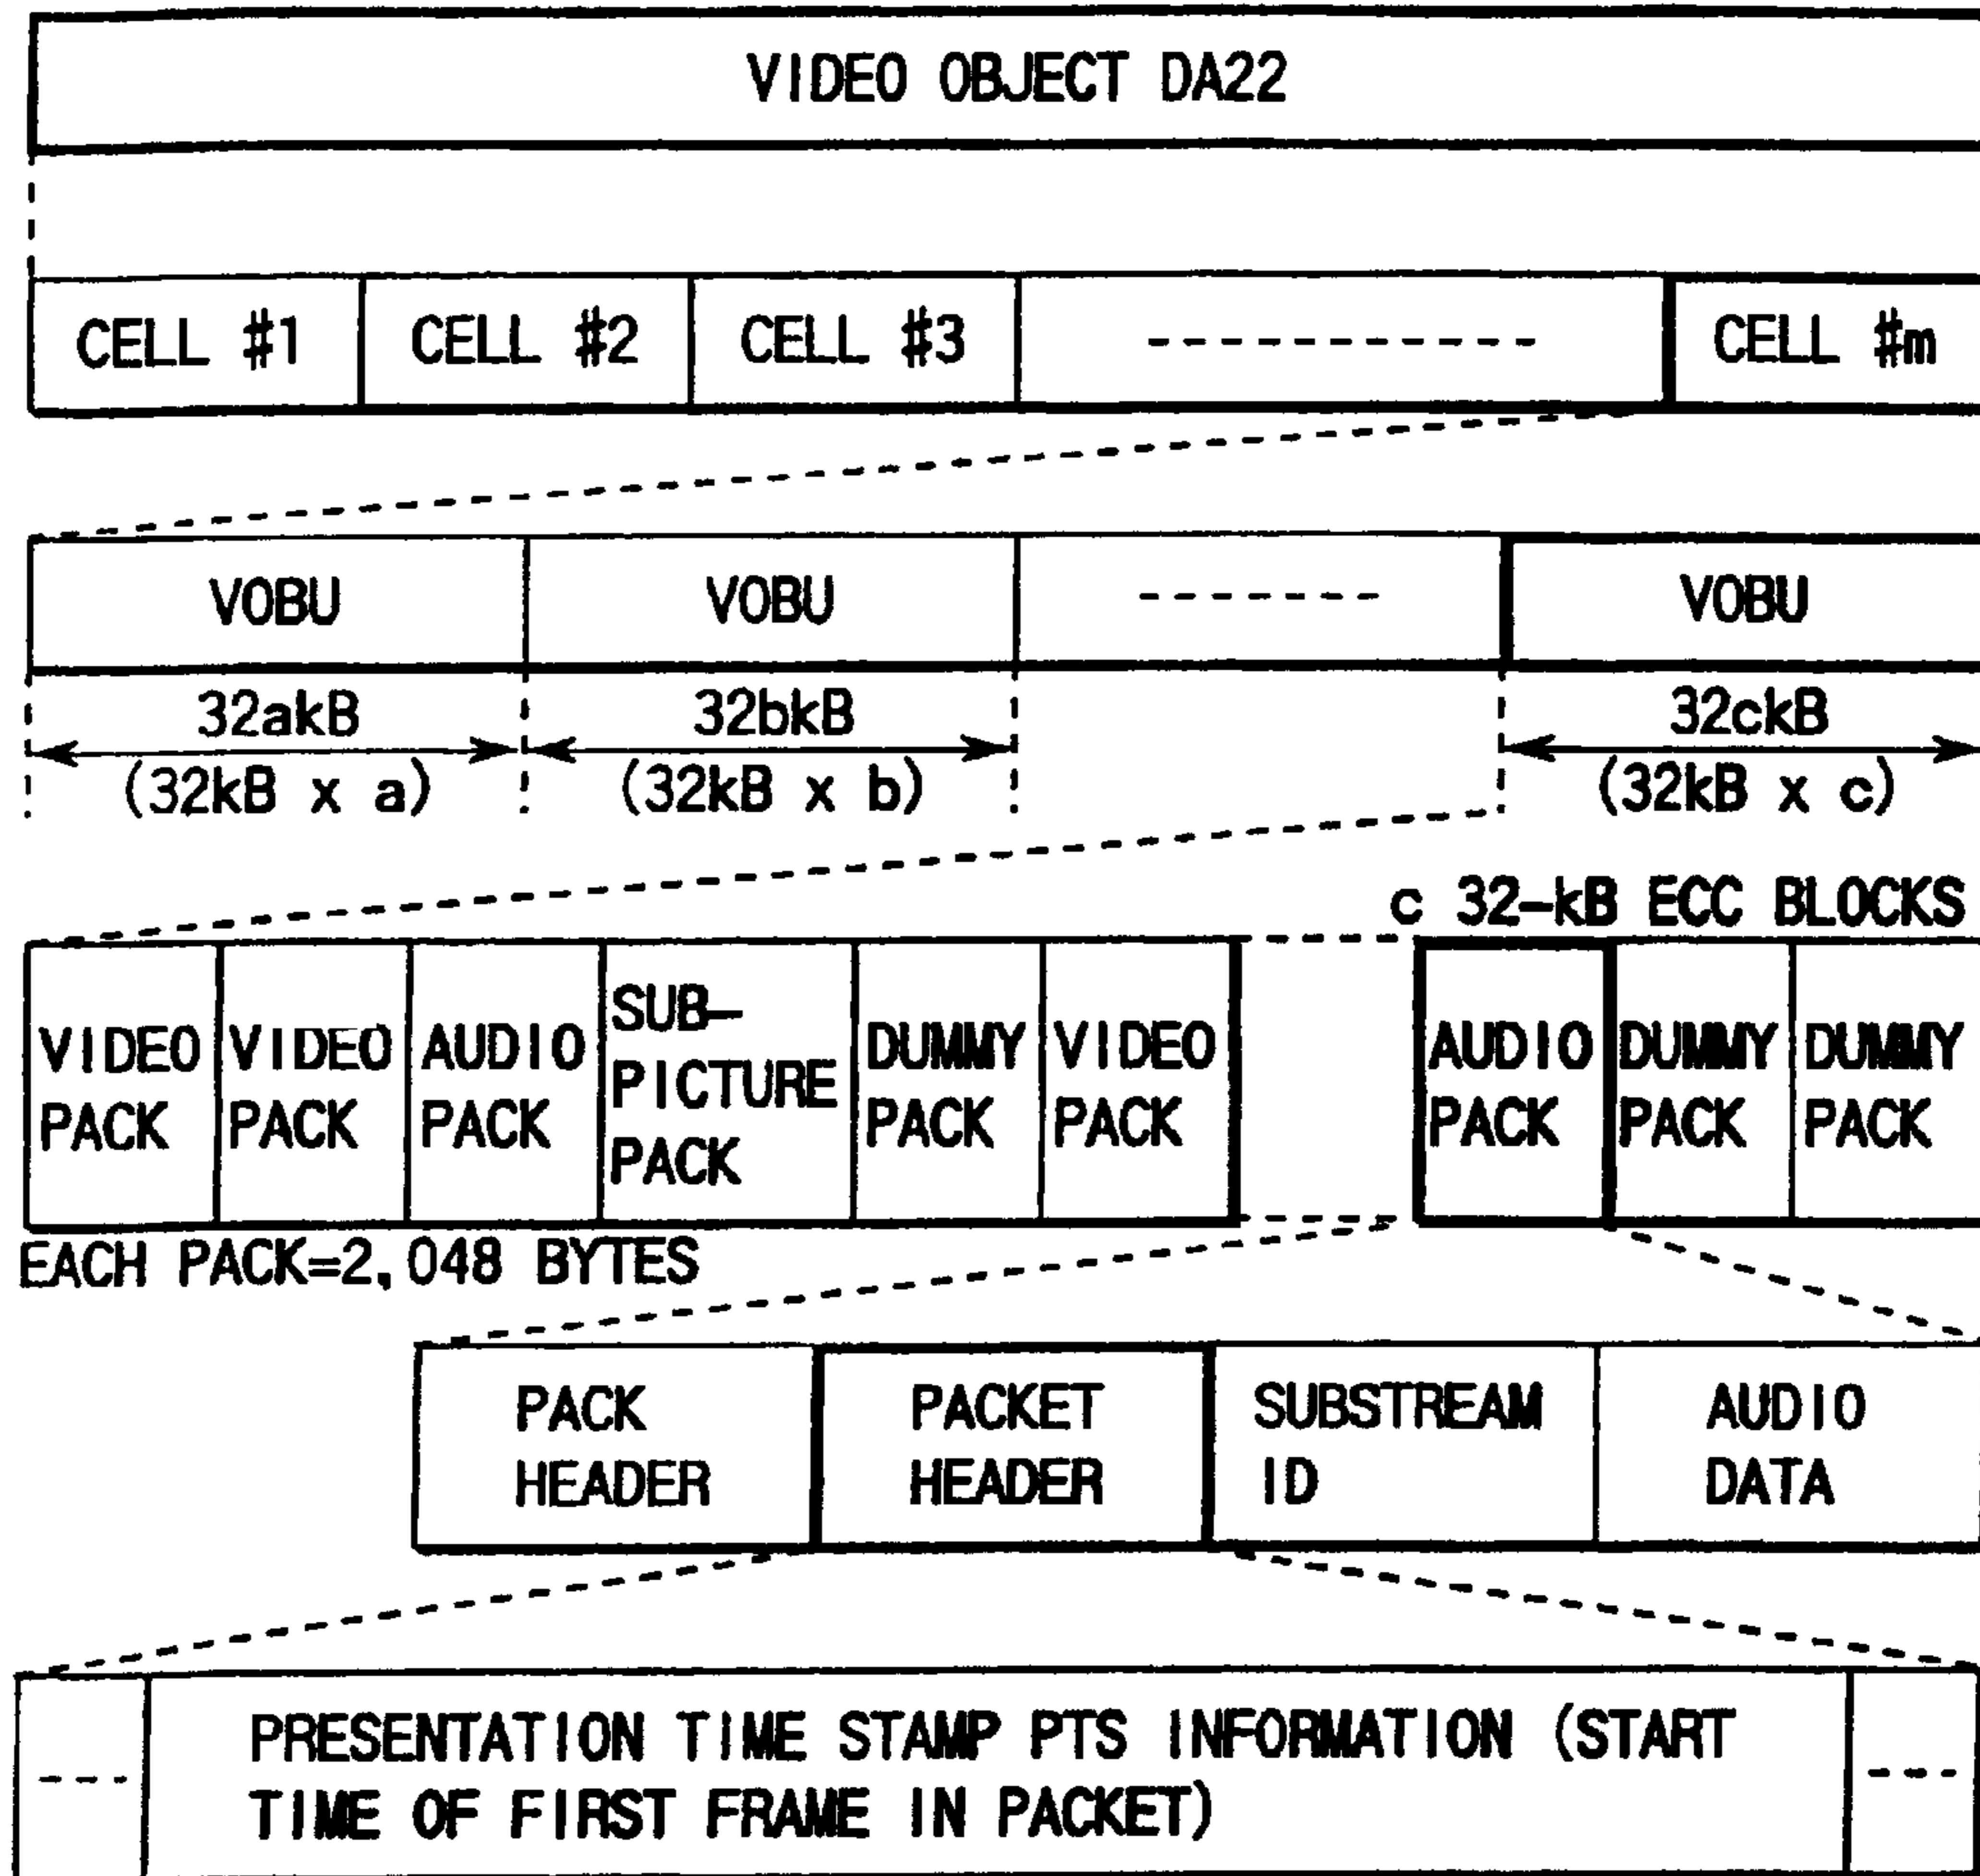 VIDEO OBJECT DA22
CELL #1 CELL #2 CELL #3 ------------ CELL #m
VOBU VOBU ------- VOBU
32akB 32bkB 32ckB
(32kB x a) (32kB x b) (32kB x c)
c 32-kB ECC BLOCKS
VIDEO PACK
VIDEO PACK
AUDIO PACK
SUB-
PICTURE
PACK
DUMMY PACK
VIDEO PACK
AUDIO PACK
DUMMY PACK
DUMMY PACK
EACH PACK=2,048 BYTES
PACK
HEADER
PACKET
HEADER
SUBSTREAM
ID
AUDIO
DATA
--- PRESENTATION TIME STAMP PTS INFORMATION (START ---
TIME OF FIRST FRAME IN PACKET)